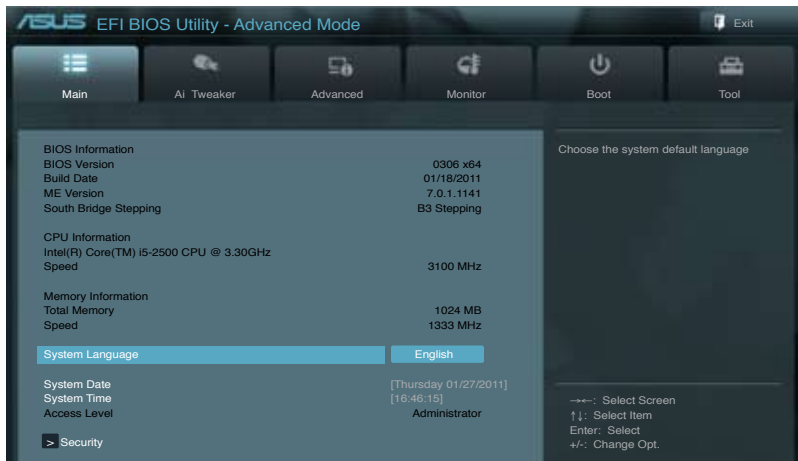 ASUS EFI BIOS Utility - Advanced Mode
Exit
Main
Ai Tweaker
Advanced
Monitor
Boot
Tool
BIOS Information
BIOS Version 0306 x64
Build Date 01/18/2011
ME Version 7.0.1.1141
South Bridge Stepping B3 Stepping
CPU Information
Intel(R) Core(TM) i5-2500 CPU @ 3.30GHz
Speed 3100 MHz
Memory Information
Total Memory 1024 MB
Speed 1333 MHz
System Language English
System Date [Thursday 01/27/2011]
System Time [16:46:15]
Access Level Administrator
> Security
Choose the system default language
→←: Select Screen
↑↓: Select Item
Enter: Select
+/-: Change Opt.